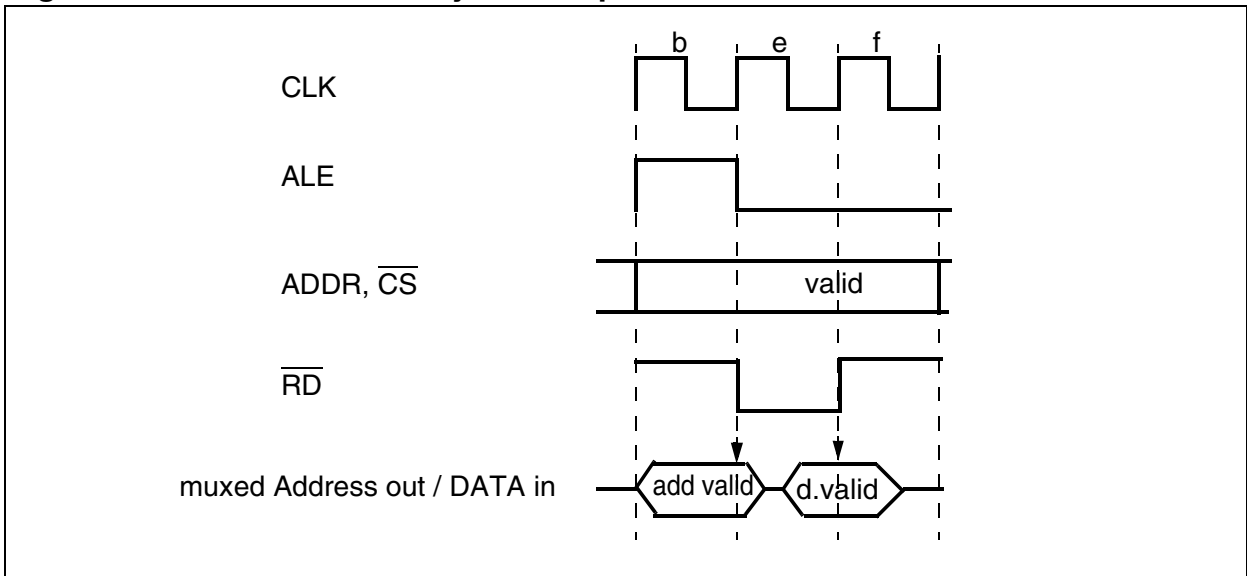 b e f
CLK
ALE
ADDR, CS
valid
RD
muxed Address out / DATA in
add valid
d.valid